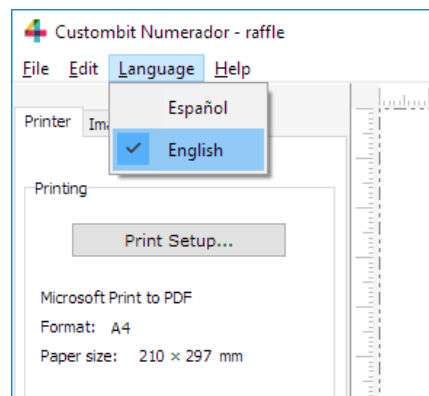 Custombit Numerador - raffle
File Edit Language Help
Español
English
Printer
Printing
Print Setup...
Microsoft Print to PDF
Format: A4
Paper size: 210 × 297 mm